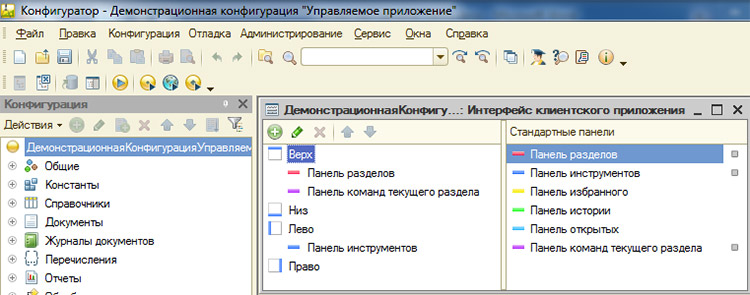 Конфигуратор - Демонстрационная конфигурация "Управляемое приложение"
Файл Правка Конфигурация Отладка Администрирование Сервис Окна Справка
Конфигурация
Действия
ДемонстрационнаяКонфигурацияУправляем
Общие
Константы
Справочники
Документы
Журналы документов
Перечисления
Отчеты
ДемонстрационнаяКонфигу...: Интерфейс клиентского приложения
Верх
Панель разделов
Панель команд текущего раздела
Низ
Лево
Панель инструментов
Право
Стандартные панели
Панель разделов
Панель инструментов
Панель избранного
Панель истории
Панель открытых
Панель команд текущего раздела